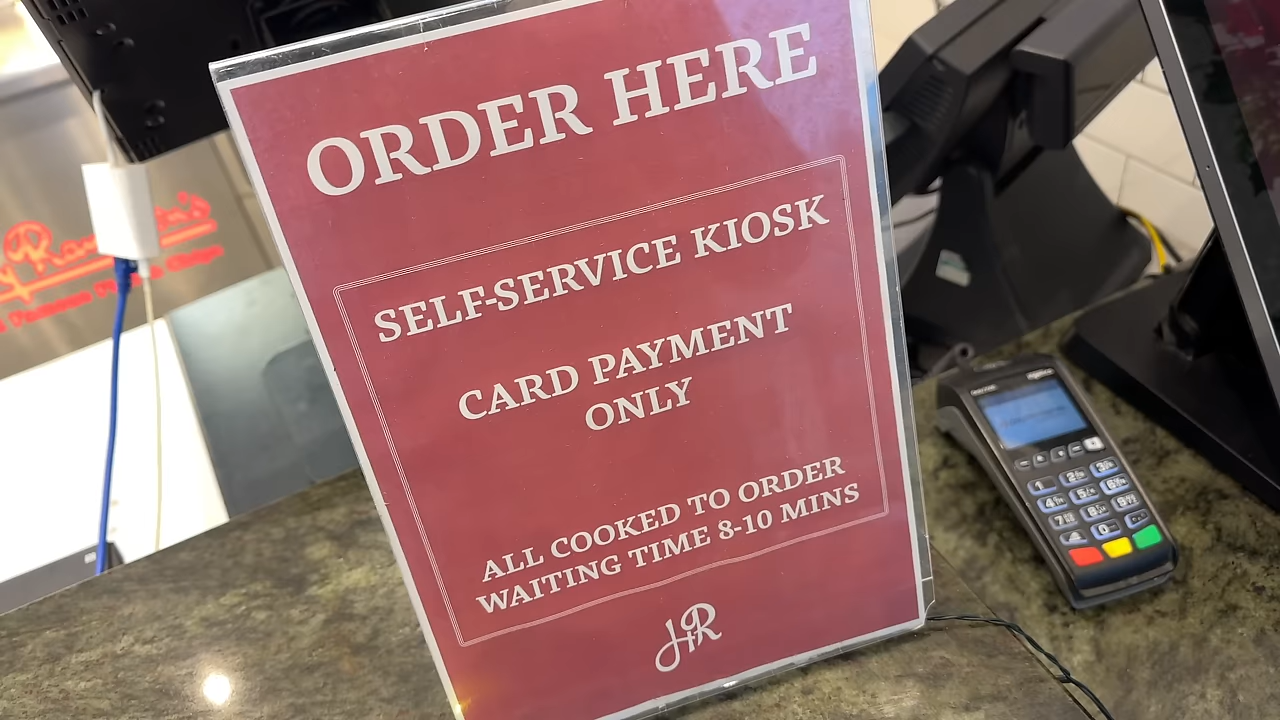 ORDER HERE
SELF-SERVICE KIOSK
CARD PAYMENT
ONLY
ALL COOKED TO ORDER
WAITING TIME 8-10 MINS
HR